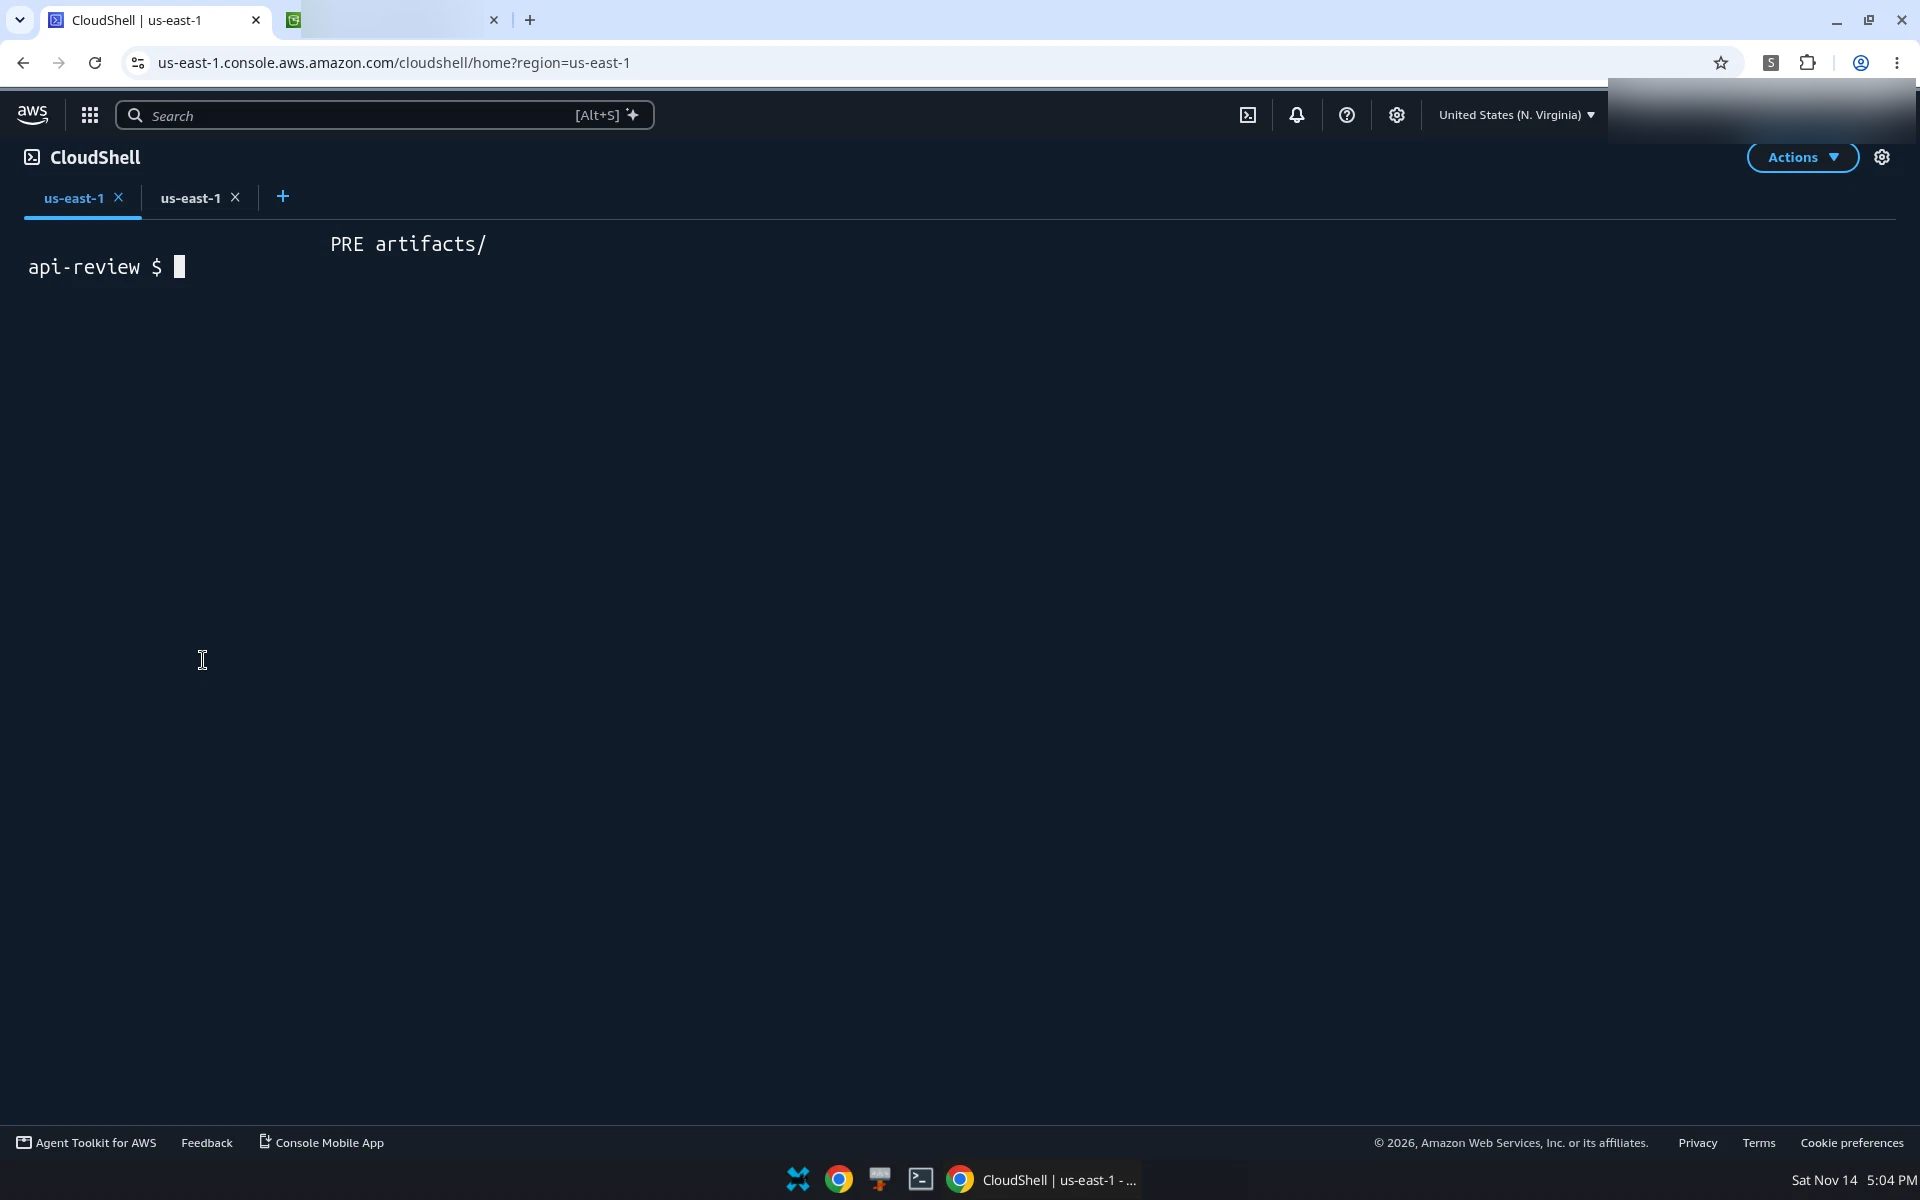 CloudShell | us-east-1
us-east-1.console.aws.amazon.com/cloudshell/home?region=us-east-1
S
aws
Search
[Alt+S]
United States (N. Virginia)
CloudShell
Actions
us-east-1
us-east-1
PRE artifacts/
api-review $
Agent Toolkit for AWS
Feedback
Console Mobile App
© 2026, Amazon Web Services, Inc. or its affiliates.
Privacy
Terms
Cookie preferences
CloudShell | us-east-1 - ...
Sat Nov 14 5:04 PM